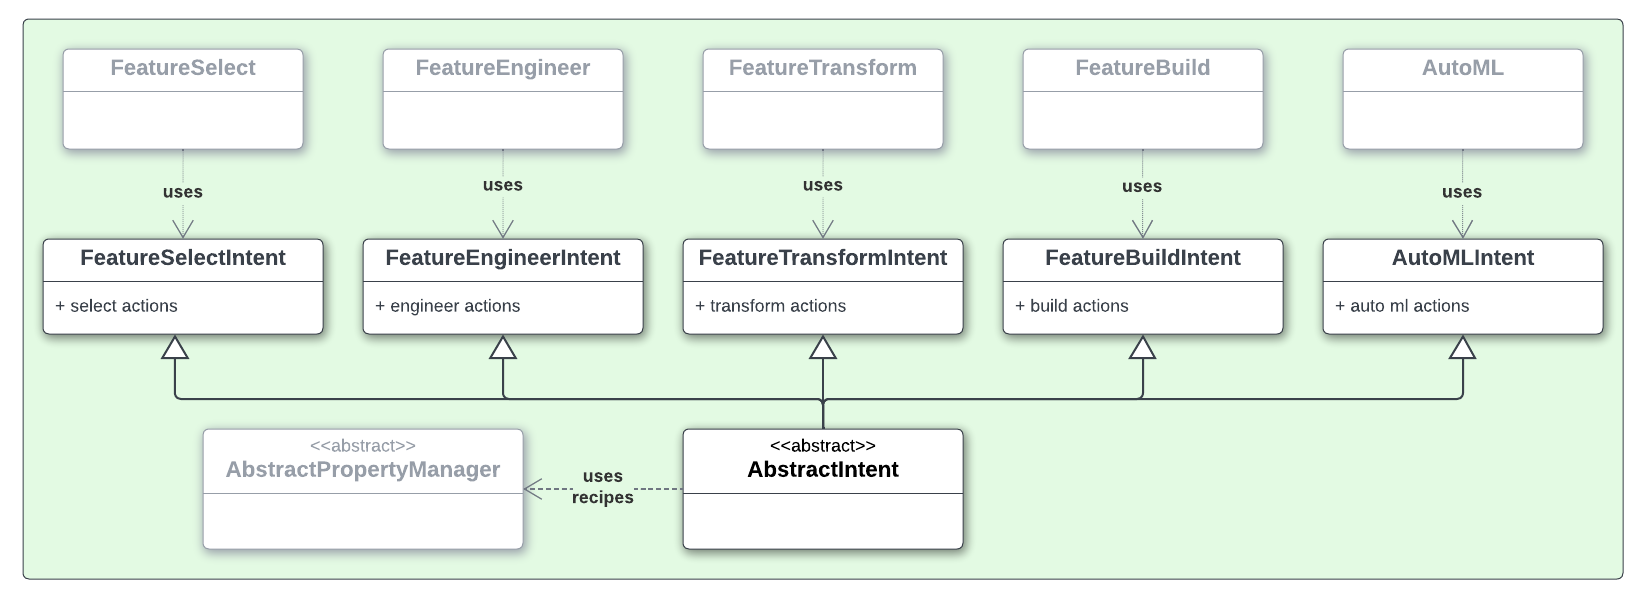 FeatureSelect
FeatureEngineer
FeatureTransform
FeatureBuild
AutoML
uses
uses
uses
uses
uses
FeatureSelectIntent
+ select actions
FeatureEngineerIntent
+ engineer actions
FeatureTransformIntent
+ transform actions
FeatureBuildIntent
+ build actions
AutoMLIntent
+ auto ml actions
<<abstract>>
AbstractPropertyManager
uses
recipes
<<abstract>>
AbstractIntent